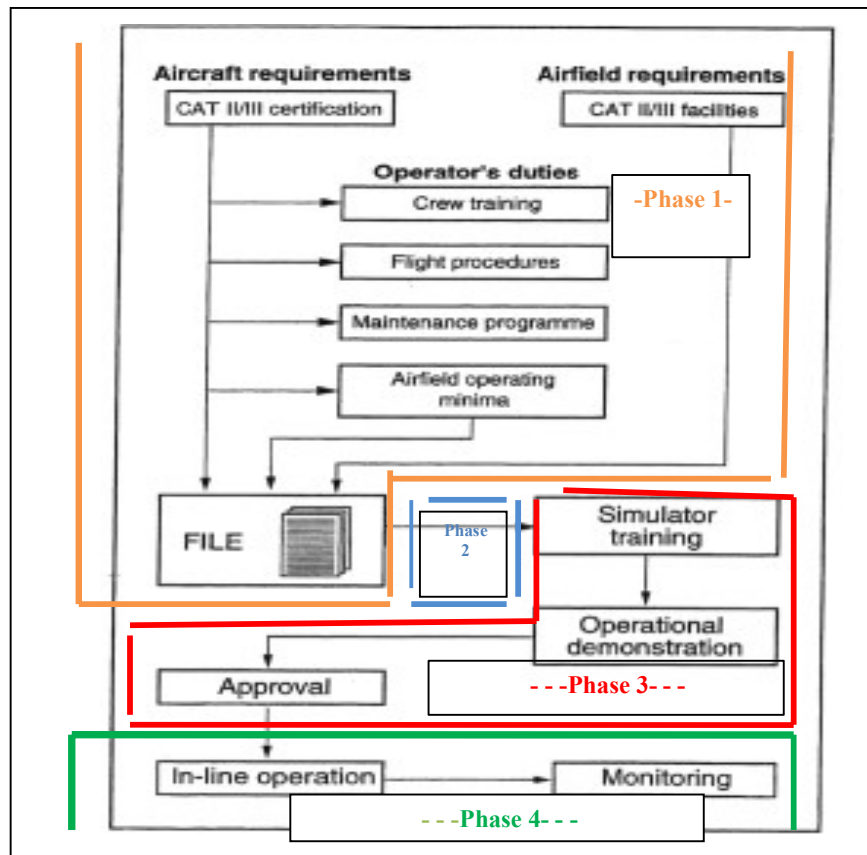 Aircraft requirements
Airfield requirements
CAT II/III certification
CAT II/III facilities
Operator's duties
Crew training
-Phase 1-
Flight procedures
Maintenance programme
Airfield operating
minima
FILE
Phase
2
Simulator
training
Operational
demonstration
- - -Phase 3- - -
Approval
In-line operation
Monitoring
- - -Phase 4- - -